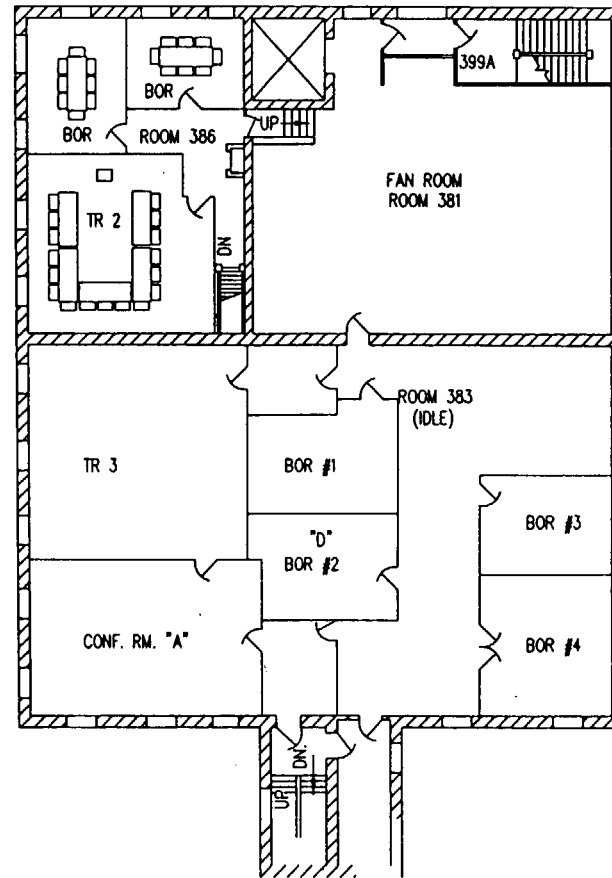 399A
BOR
BOR
ROOM 386
UP
FAN ROOM
ROOM 381
TR 2
DN
ROOM 383
(IDLE)
TR 3
BOR #1
"D"
BOR #2
BOR #3
CONF. RM. "A"
BOR #4
DN.
UP